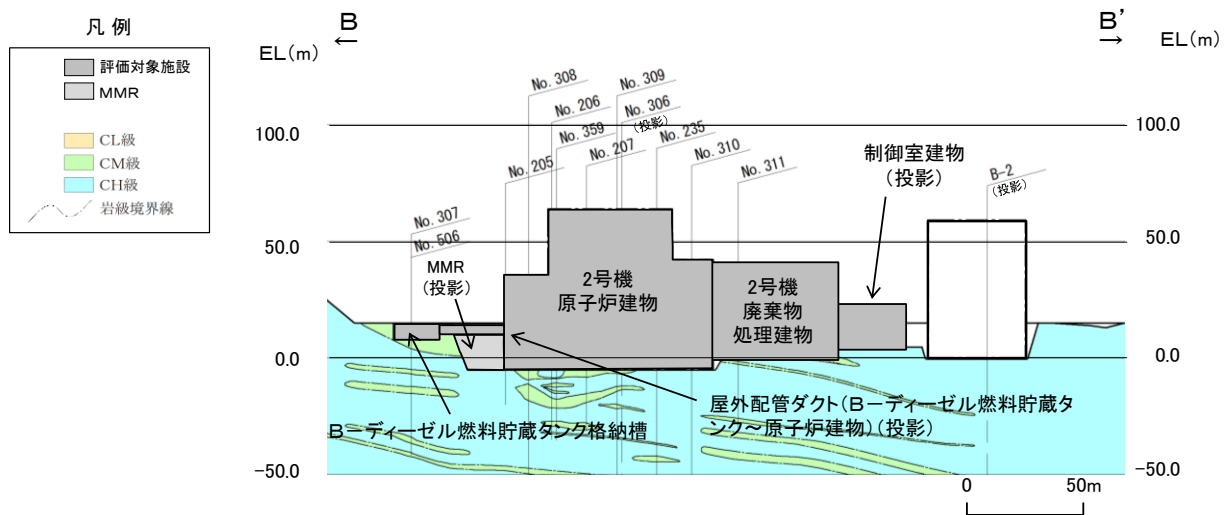 凡 例
評価対象施設
MMR
CL級
CM級
CH級
岩級境界線
B
B'
EL(m)
EL(m)
100.0
100.0
50.0
50.0
0.0
0.0
-50.0
-50.0
No. 308
No. 309
No. 206
No. 306
(投影)
No. 359
No. 235
No. 205
No. 207
No. 310
No. 311
B-2
(投影)
No. 307
No. 506
制御室建物
(投影)
MMR
(投影)
2号機
原子炉建物
2号機
廃棄物
処理建物
B-ディーゼル燃料貯蔵タンク格納槽
屋外配管ダクト(B-ディーゼル燃料貯蔵タ
ンク~原子炉建物)(投影)
0
50m